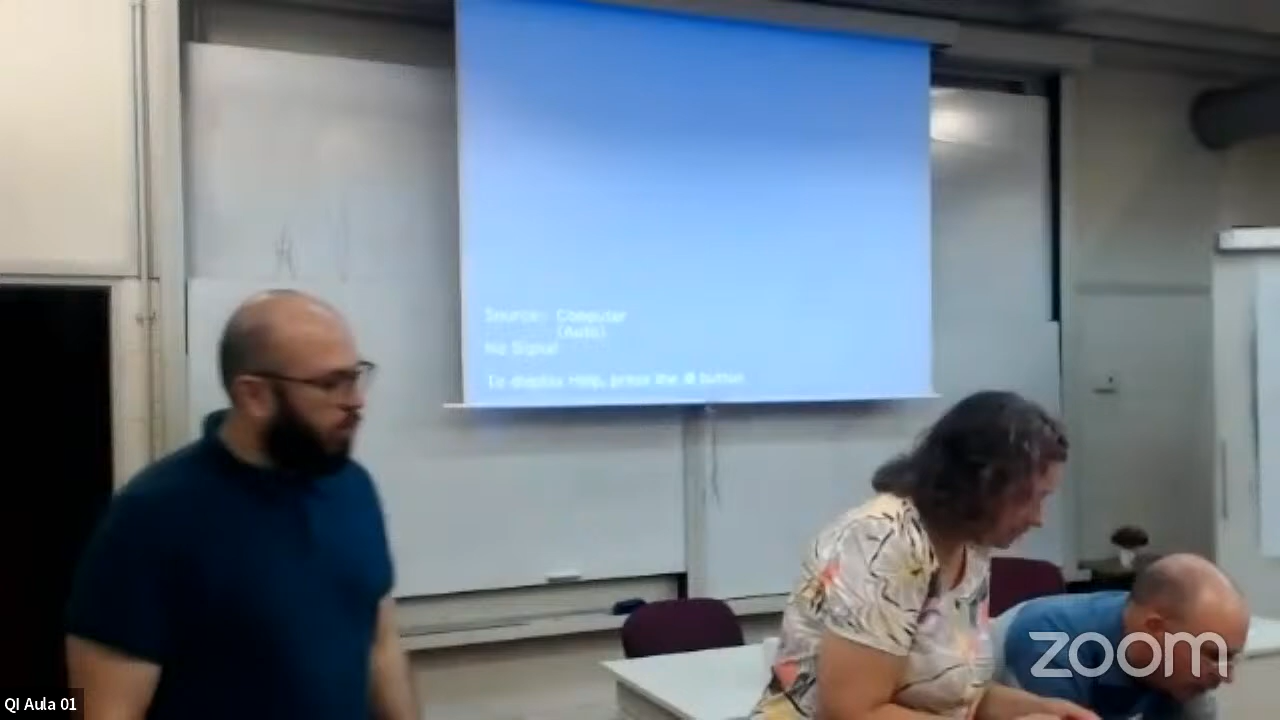 Source: Computer
(Auto)
No Signal
To display Help, press the button.
zoom
QI Aula 01